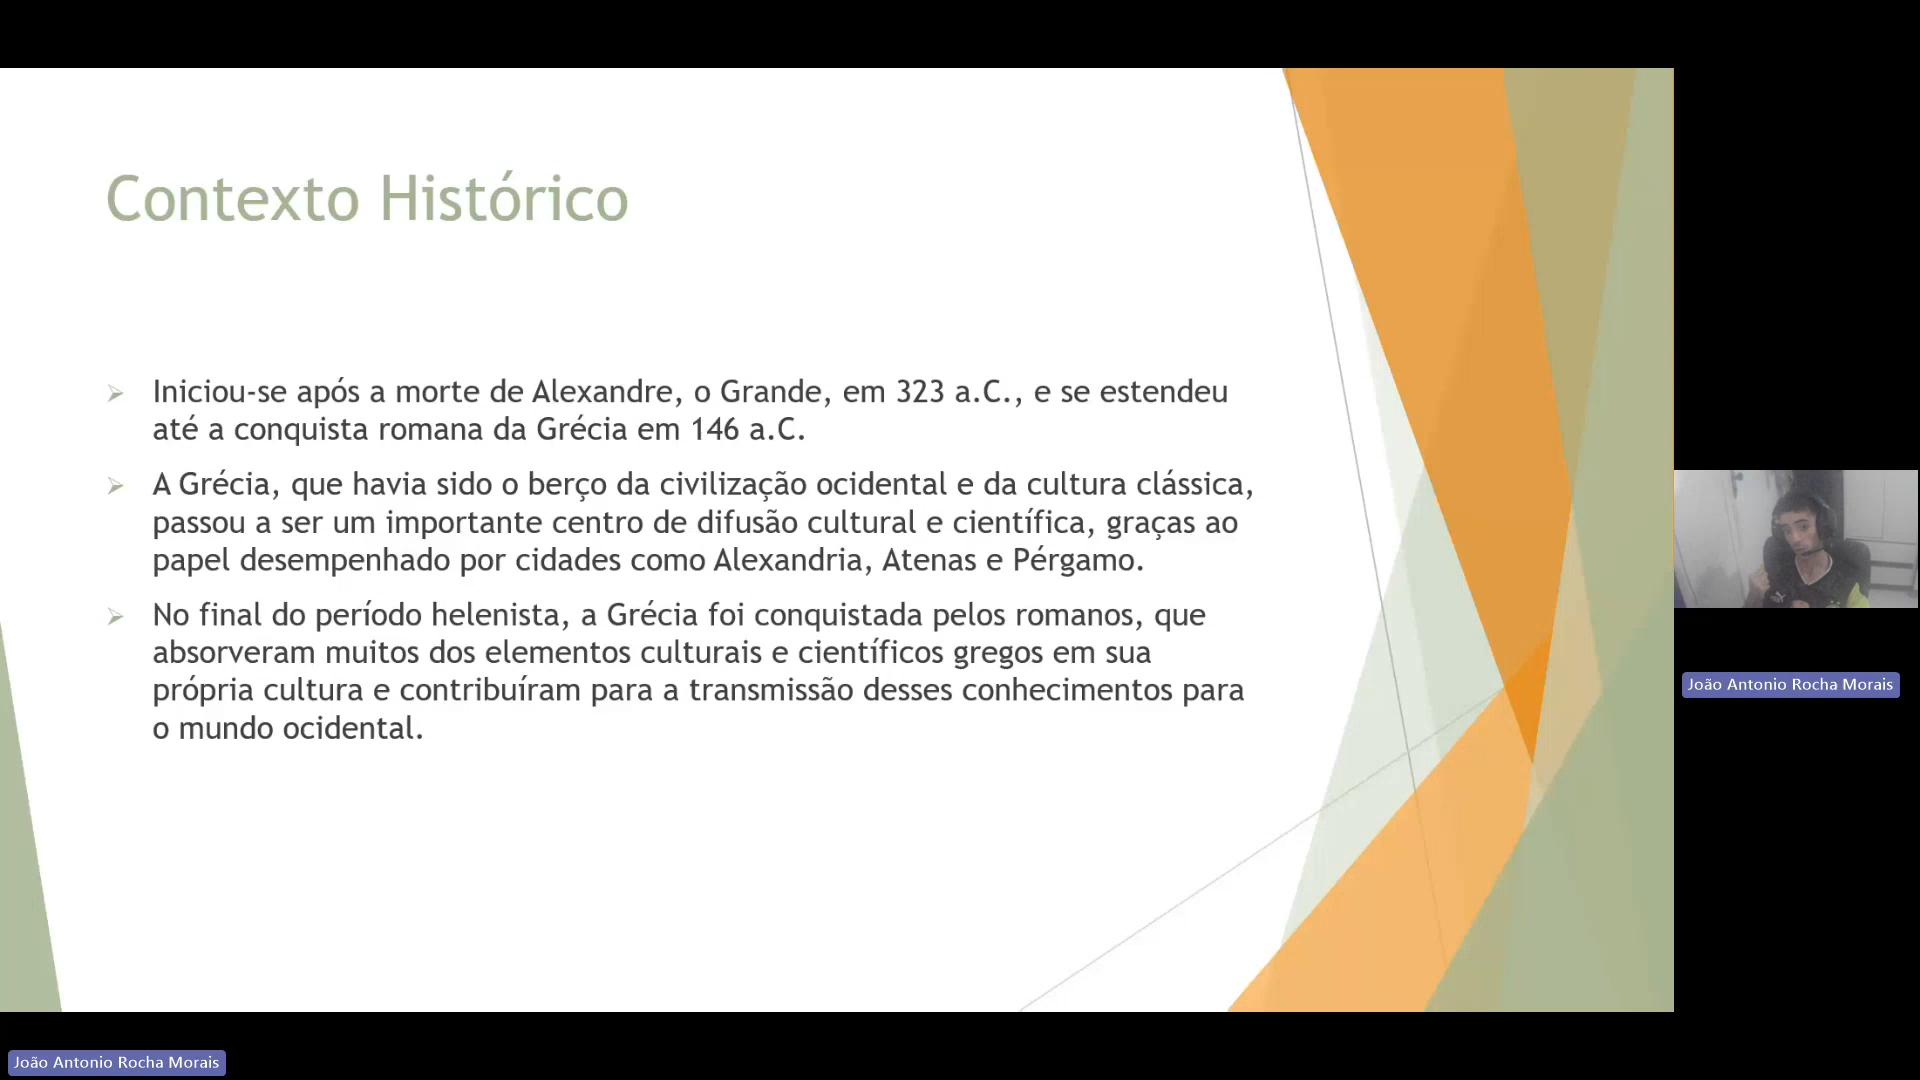 Contexto Histórico
Iniciou-se após a morte de Alexandre, o Grande, em 323 a.C., e se estendeu
até a conquista romana da Grécia em 146 a.C.
A Grécia, que havia sido o berço da civilização ocidental e da cultura clássica,
passou a ser um importante centro de difusão cultural e científica, graças ao
papel desempenhado por cidades como Alexandria, Atenas e Pérgamo.
No final do período helenista, a Grécia foi conquistada pelos romanos, que
absorveram muitos dos elementos culturais e científicos gregos em sua
própria cultura e contribuíram para a transmissão desses conhecimentos para
o mundo ocidental.
João Antonio Rocha Morais
João Antonio Rocha Morais